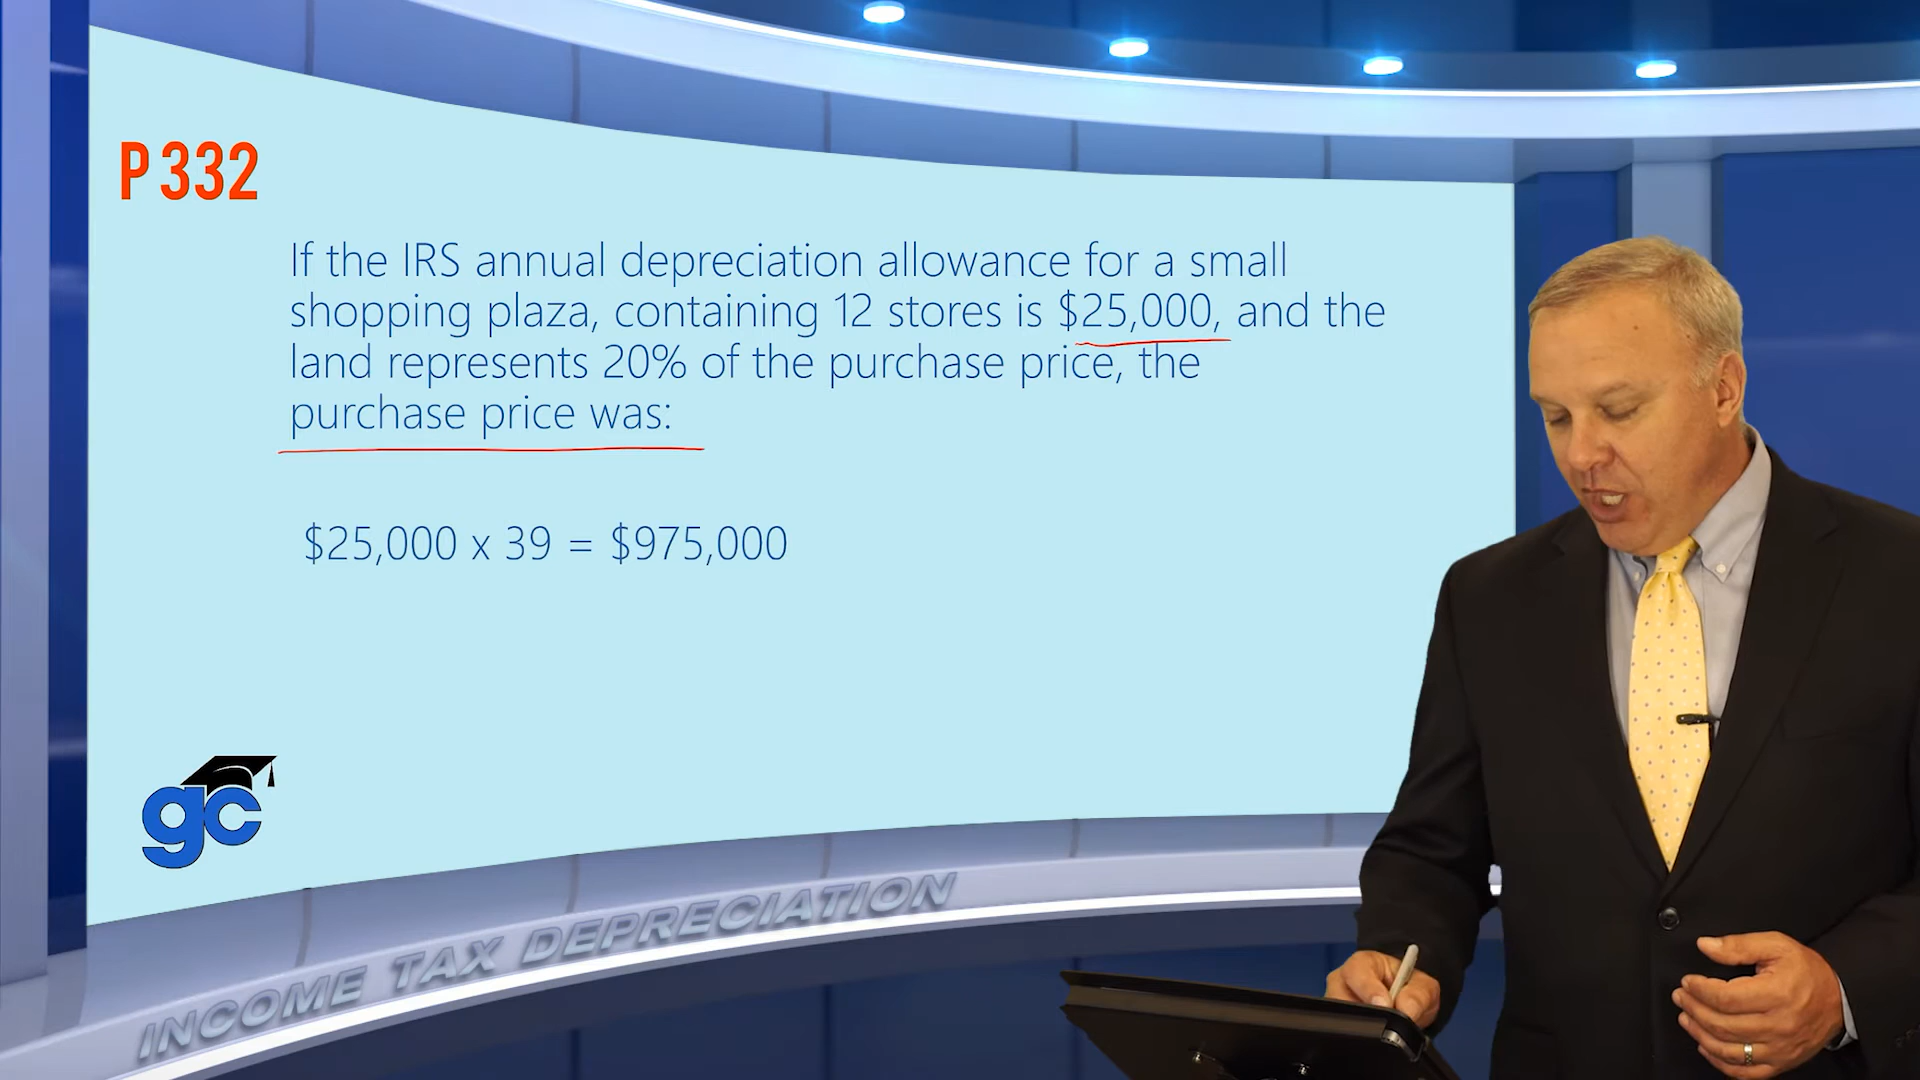 P 332
If the IRS annual depreciation allowance for a small
shopping plaza, containing 12 stores is $25,000, and the
land represents 20% of the purchase price, the
purchase price was:
$25,000 x 39 = $975,000
gc
INCOME TAX DEPRECIATION